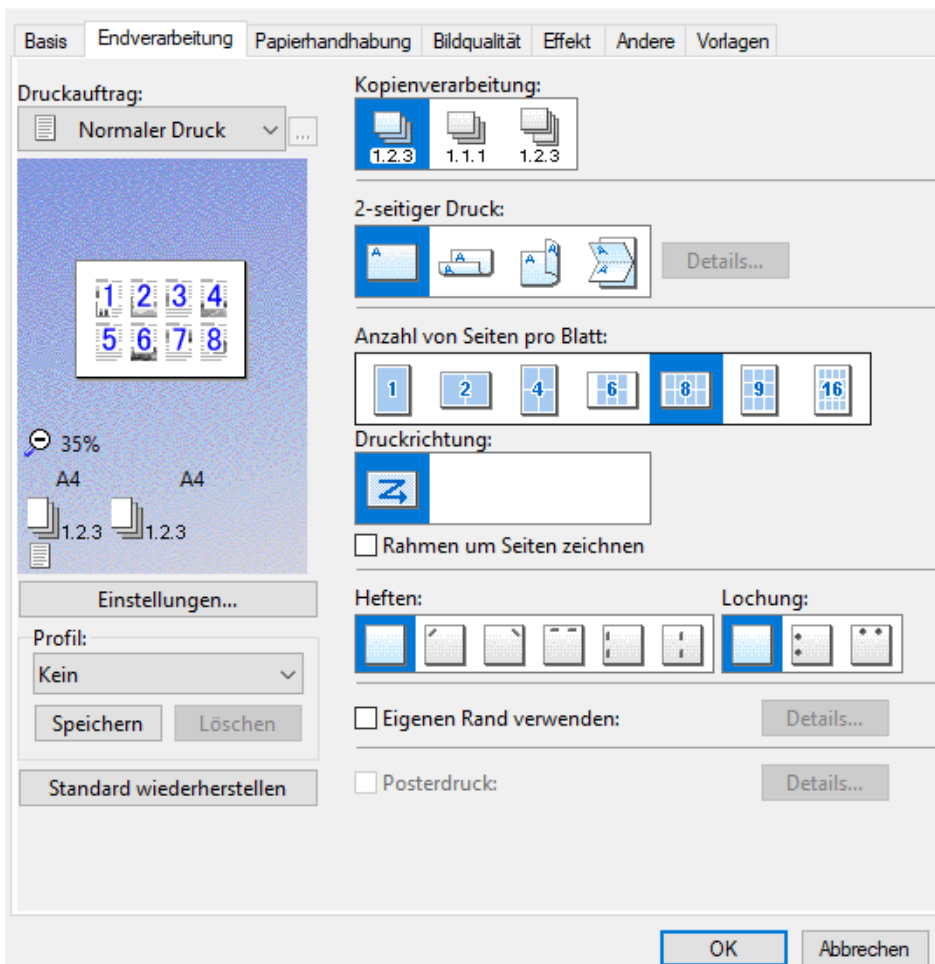 Basis Endverarbeitung Papierhandhabung Bildqualität Effekt Andere Vorlagen
Druckauftrag:
Normaler Druck
...
1 2 3 4
5 6 7 8
35%
A4 A4
1.2.3 1.2.3
Einstellungen...
Profil:
Kein
Speichern Löschen
Standard wiederherstellen
Kopienverarbeitung:
1.2.3 1.1.1 1.2.3
2-seitiger Druck:
A A A A A A
Details...
Anzahl von Seiten pro Blatt:
1 2 4 6 8 9 16
Druckrichtung:
Rahmen um Seiten zeichnen
Heften: Lochung:
Eigenen Rand verwenden: Details...
Posterdruck: Details...
OK Abbrechen